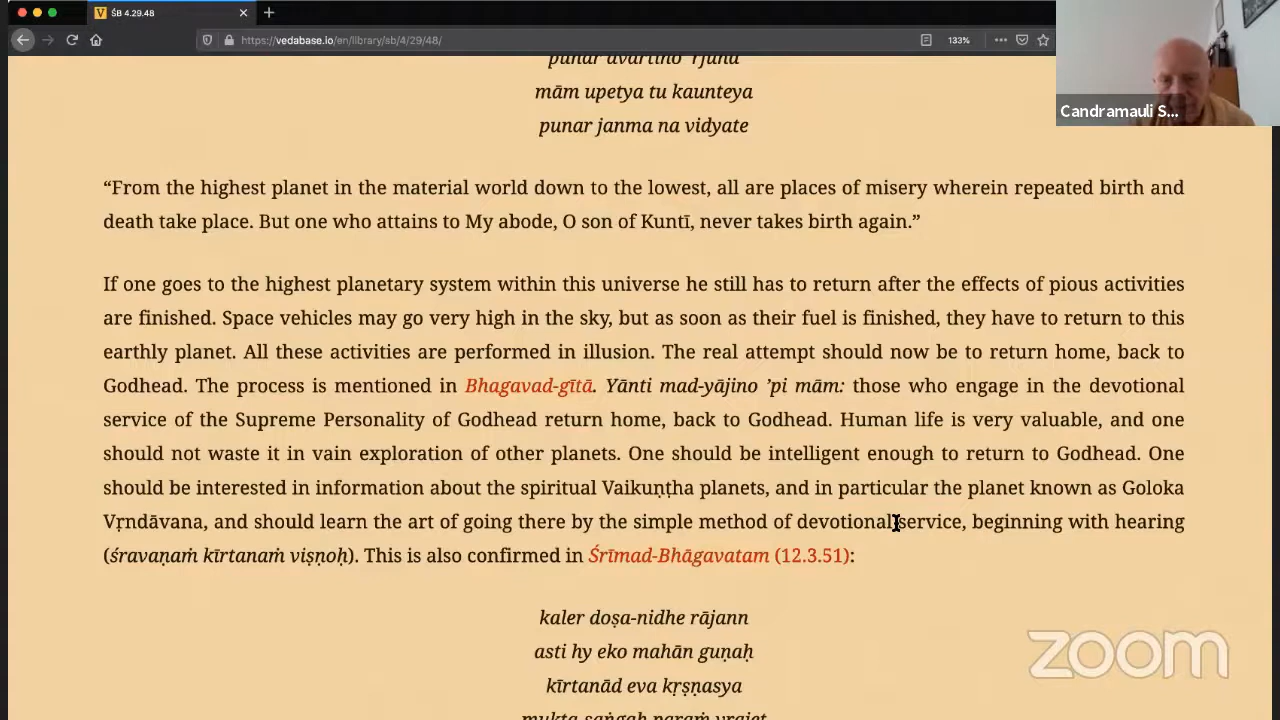 ŚB 4.29.48
https://vedabase.io/en/library/sb/4/29/48/
133%
Candramauli S...
punar āvartino 'rjuna
mām upetya tu kaunteya
punar janma na vidyate
“From the highest planet in the material world down to the lowest, all are places of misery wherein repeated birth and
death take place. But one who attains to My abode, O son of Kuntī, never takes birth again.”
If one goes to the highest planetary system within this universe he still has to return after the effects of pious activities
are finished. Space vehicles may go very high in the sky, but as soon as their fuel is finished, they have to return to this
earthly planet. All these activities are performed in illusion. The real attempt should now be to return home, back to
Godhead. The process is mentioned in Bhagavad-gītā. Yānti mad-yājino ’pi mām: those who engage in the devotional
service of the Supreme Personality of Godhead return home, back to Godhead. Human life is very valuable, and one
should not waste it in vain exploration of other planets. One should be intelligent enough to return to Godhead. One
should be interested in information about the spiritual Vaikuṇṭha planets, and in particular the planet known as Goloka
Vṛndāvana, and should learn the art of going there by the simple method of devotional service, beginning with hearing
(śravaṇaṁ kīrtanaṁ viṣṇoḥ). This is also confirmed in Śrīmad-Bhāgavatam (12.3.51):
kaler doṣa-nidhe rājann
asti hy eko mahān guṇaḥ
kīrtanād eva kṛṣṇasya
mukta-saṅgaḥ paraṁ vrajet
zoom